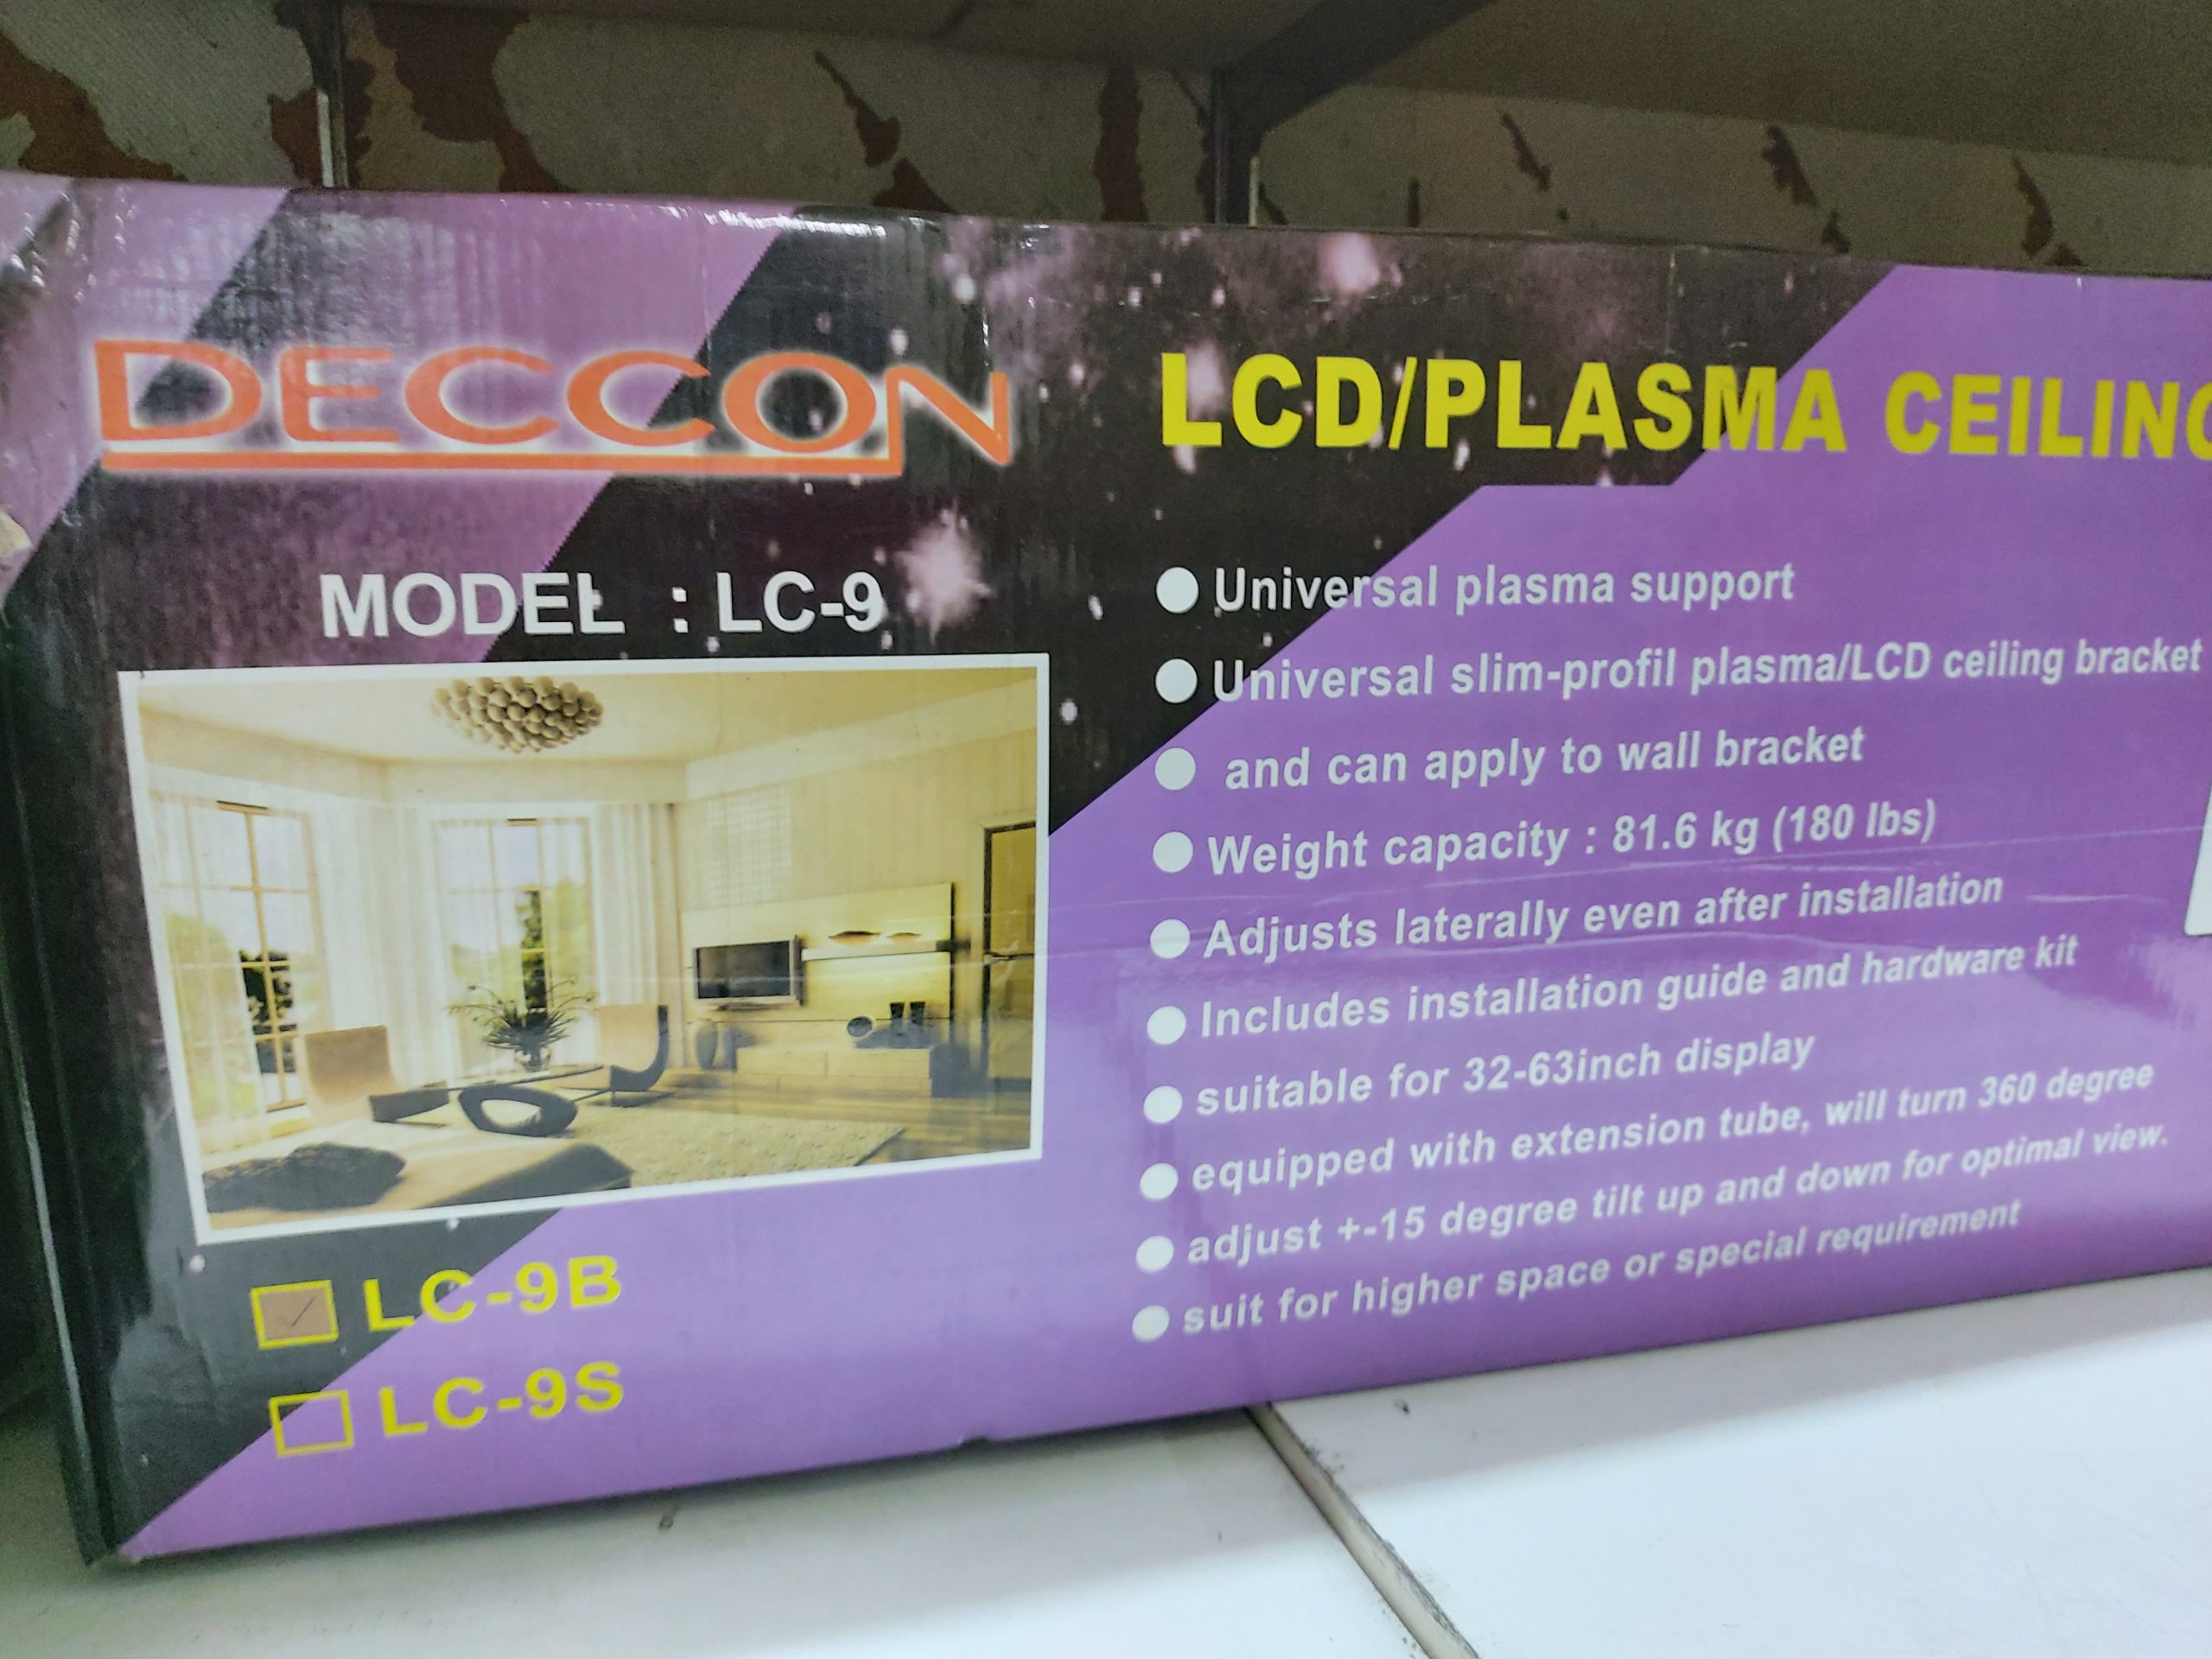 DECCON
MODEL : LC-9
LC-9B
LC-9S
LCD/PLASMA CEILING
Universal plasma support
Universal slim-profil plasma/LCD ceiling bracket
and can apply to wall bracket
Weight capacity : 81.6 kg (180 lbs)
Adjusts laterally even after installation
Includes installation guide and hardware kit
suitable for 32-63inch display
equipped with extension tube, will turn 360 degree
adjust +-15 degree tilt up and down for optimal view.
suit for higher space or special requirement